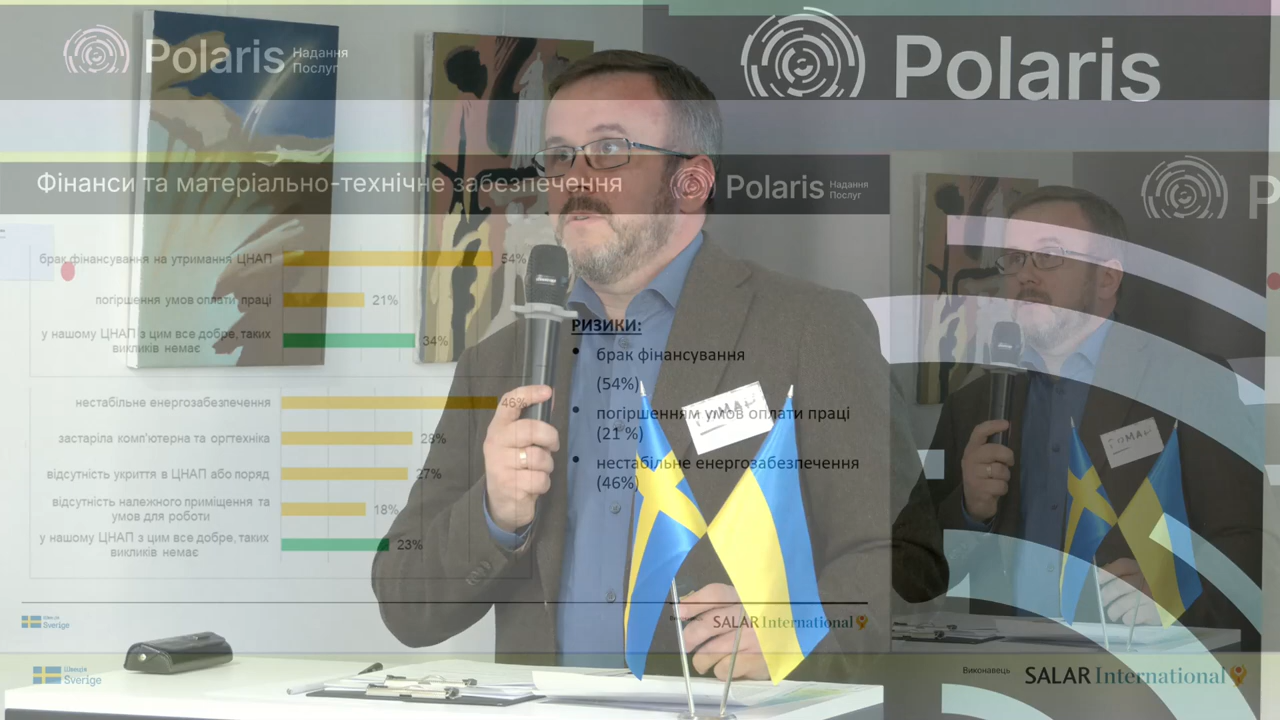 Polaris
Надання
Послуг
Polaris
Фінанси та матеріально-технічне забезпечення
Polaris
Надання
Послуг
брак фінансування на утримання ЦНАП
54%
погіршення умов оплати праці
21%
у нашому ЦНАП з цим все добре, таких
викликів немає
34%
нестабільне енергозабезпечення
46%
застаріла комп'ютерна та оргтехніка
28%
відсутність укриття в ЦНАП або поряд
27%
відсутність належного приміщення та
умов для роботи
18%
у нашому ЦНАП з цим все добре, таких
викликів немає
23%
РИЗИКИ:
• брак фінансування
(54%)
• погіршенням умов оплати праці
(21 %)
• нестабільне енергозабезпечення
(46%)
Sverige
SALAR International
Швеція
Sverige
Виконавець
SALAR International